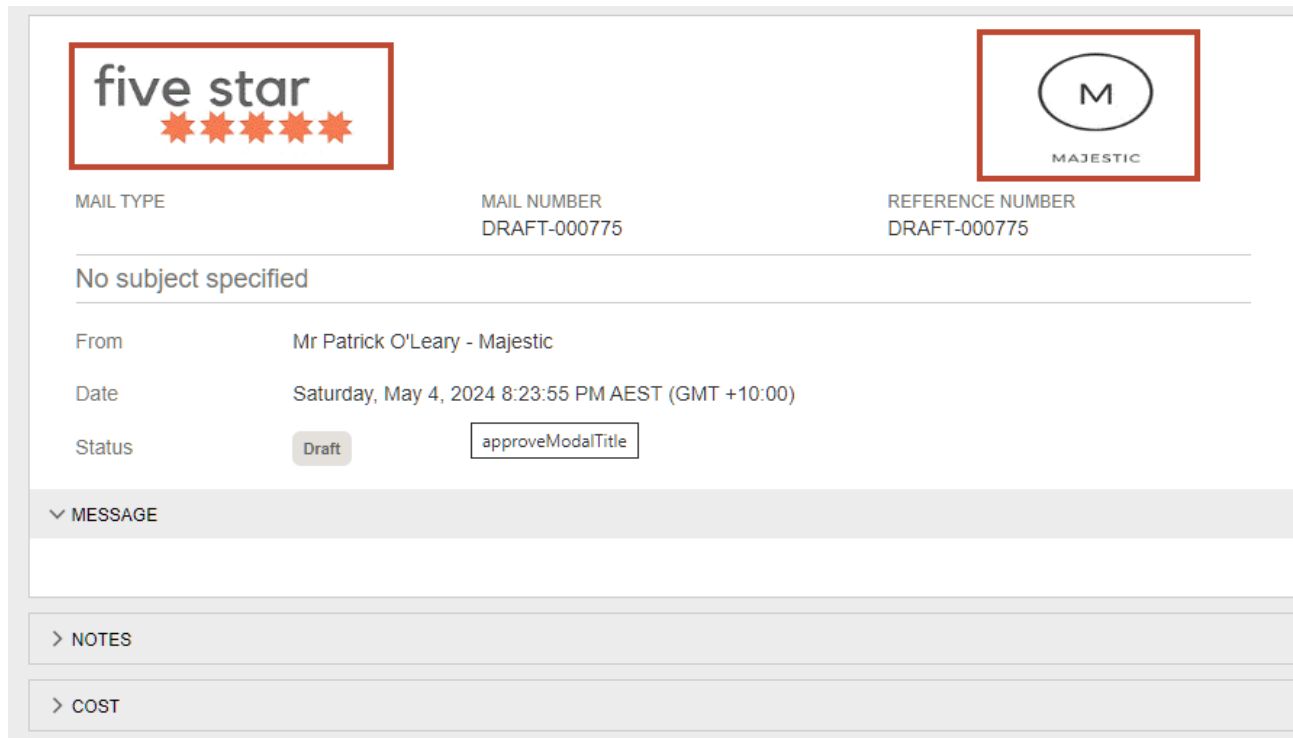 five star
M
MAJESTIC
MAIL TYPE
MAIL NUMBER
REFERENCE NUMBER
DRAFT-000775
DRAFT-000775
No subject specified
From
Mr Patrick O'Leary - Majestic
Date
Saturday, May 4, 2024 8:23:55 PM AEST (GMT +10:00)
Status
Draft
approveModalTitle
MESSAGE
NOTES
COST